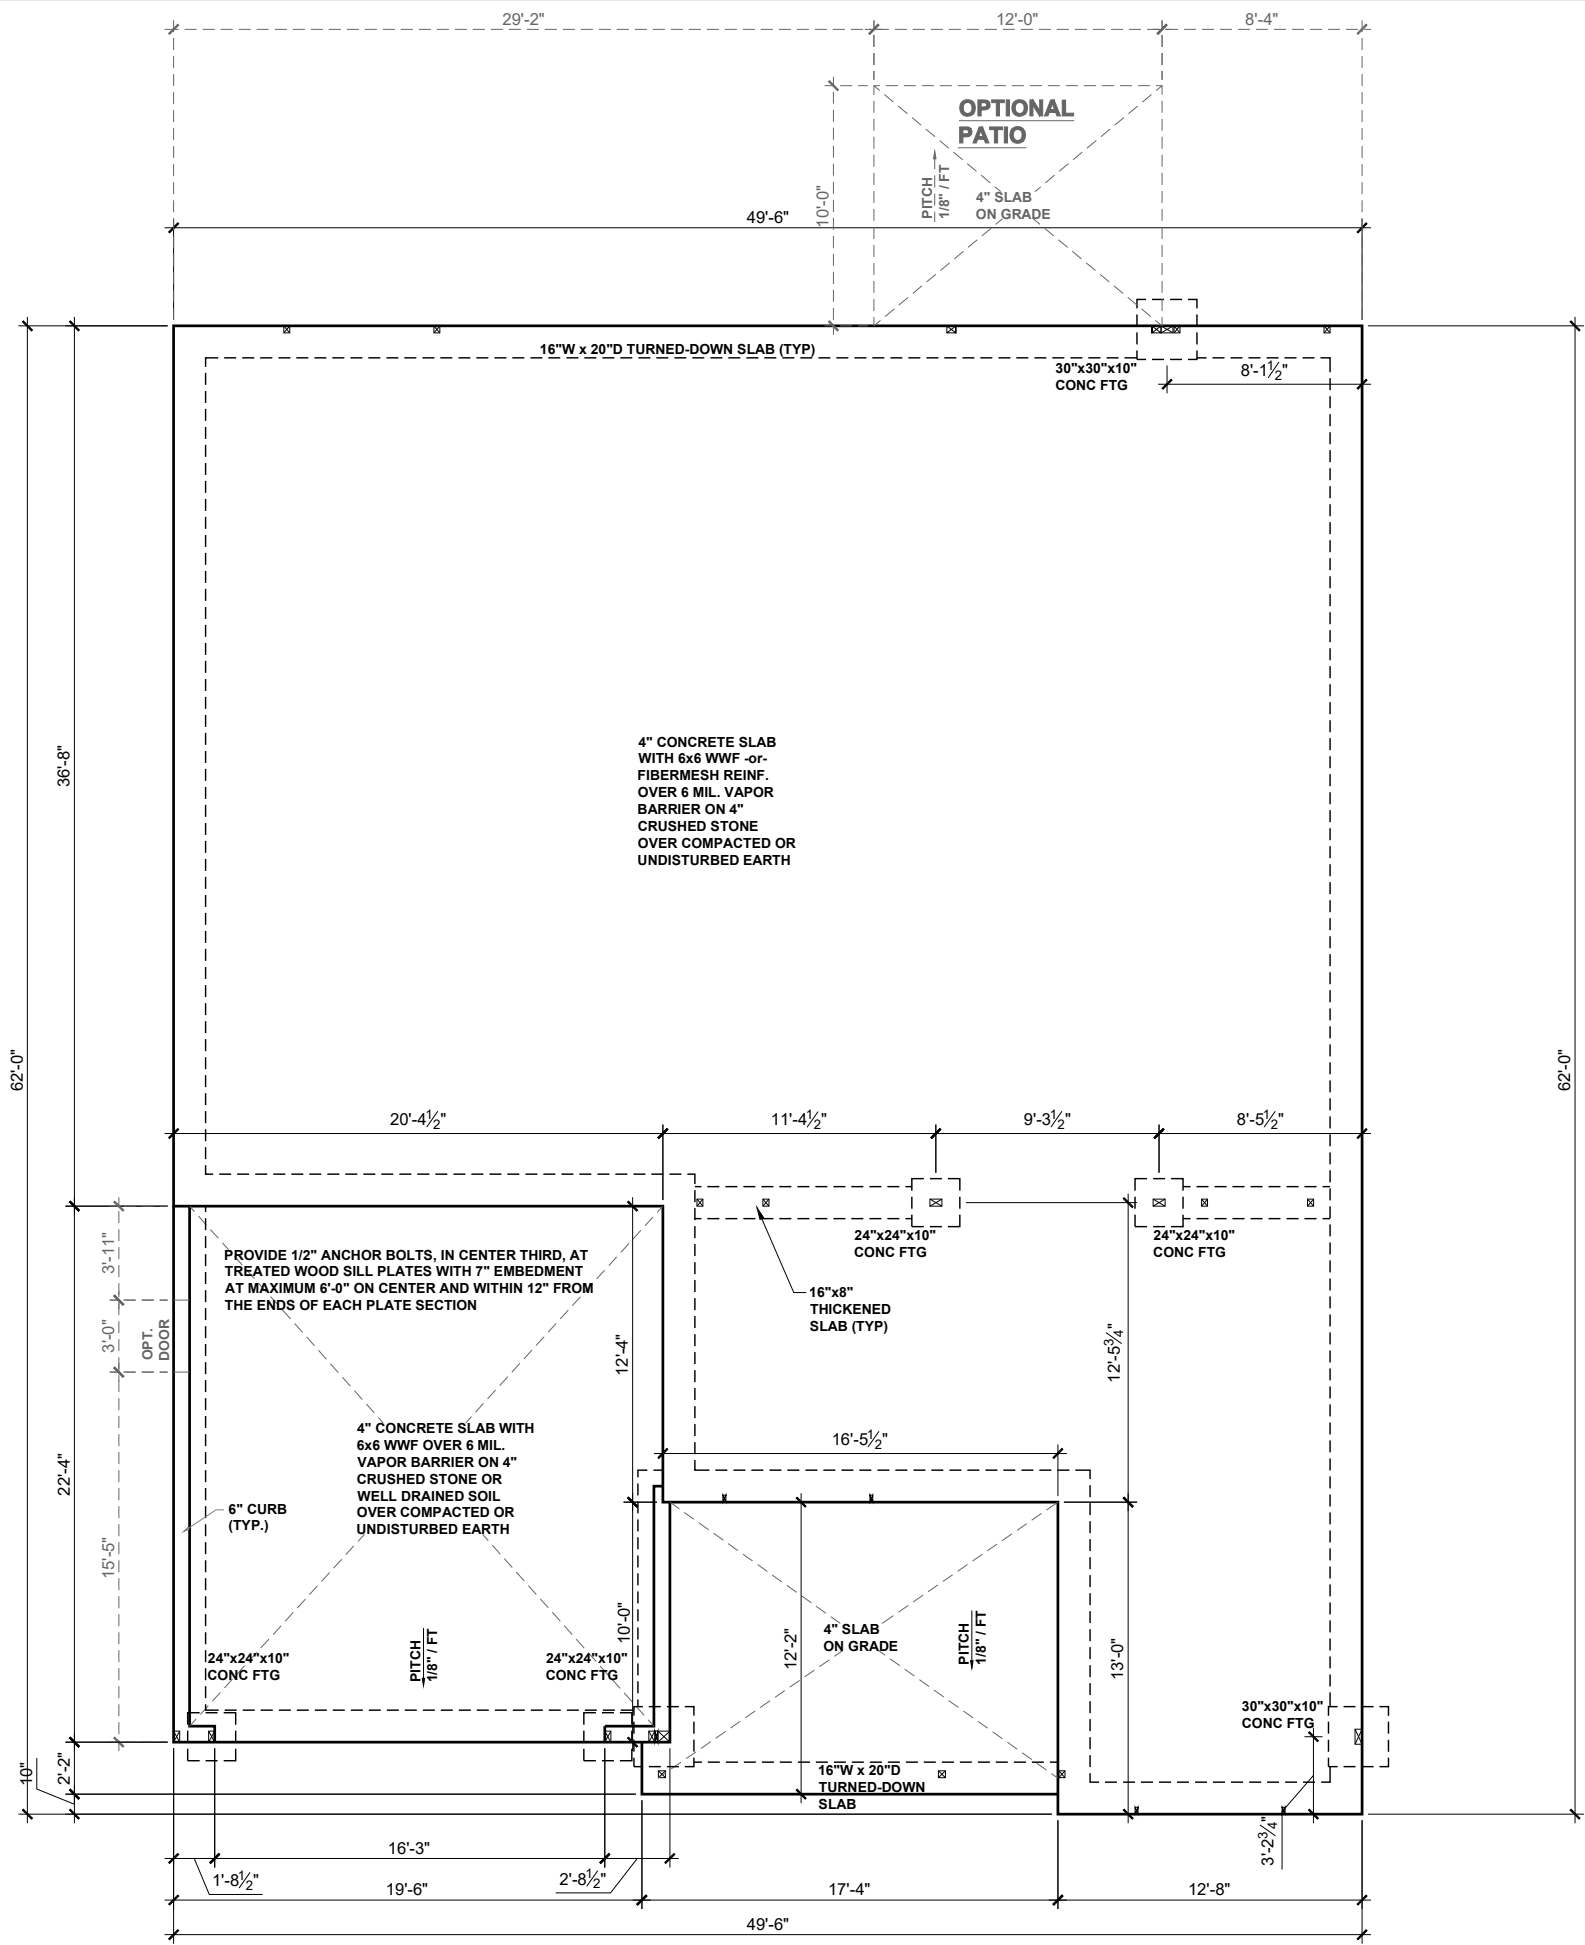 29'-2"
12'-0"
8'-4"
OPTIONAL
PATIO
10'-0"
PITCH
1/8" / FT
4" SLAB
ON GRADE
49'-6"
16"W x 20"D TURNED-DOWN SLAB (TYP)
30"x30"x10"
CONC FTG
8'-1½"
36'-8"
4" CONCRETE SLAB
WITH 6x6 WWF -or-
FIBERMESH REINF.
OVER 6 MIL. VAPOR
BARRIER ON 4"
CRUSHED STONE
OVER COMPACTED OR
UNDISTURBED EARTH
62'-0"
62'-0"
20'-4½"
11'-4½"
9'-3½"
8'-5½"
3'-11"
PROVIDE 1/2" ANCHOR BOLTS, IN CENTER THIRD, AT
TREATED WOOD SILL PLATES WITH 7" EMBEDMENT
AT MAXIMUM 6'-0" ON CENTER AND WITHIN 12" FROM
THE ENDS OF EACH PLATE SECTION
24"x24"x10"
CONC FTG
24"x24"x10"
CONC FTG
16"x8"
THICKENED
SLAB (TYP)
3'-0"
OPT.
DOOR
12'-4"
12'-5¾"
4" CONCRETE SLAB WITH
6x6 WWF OVER 6 MIL.
VAPOR BARRIER ON 4"
CRUSHED STONE OR
WELL DRAINED SOIL
OVER COMPACTED OR
UNDISTURBED EARTH
16'-5½"
22'-4"
6" CURB
(TYP.)
15'-5"
10'-0"
12'-2"
4" SLAB
ON GRADE
PITCH
1/8" / FT
13'-0"
24"x24"x10"
CONC FTG
PITCH
1/8" / FT
24"x24"x10"
CONC FTG
30"x30"x10"
CONC FTG
10"
2'-2"
16"W x 20"D
TURNED-DOWN
SLAB
3'-2¾"
16'-3"
1'-8½"
2'-8½"
19'-6"
17'-4"
12'-8"
49'-6"